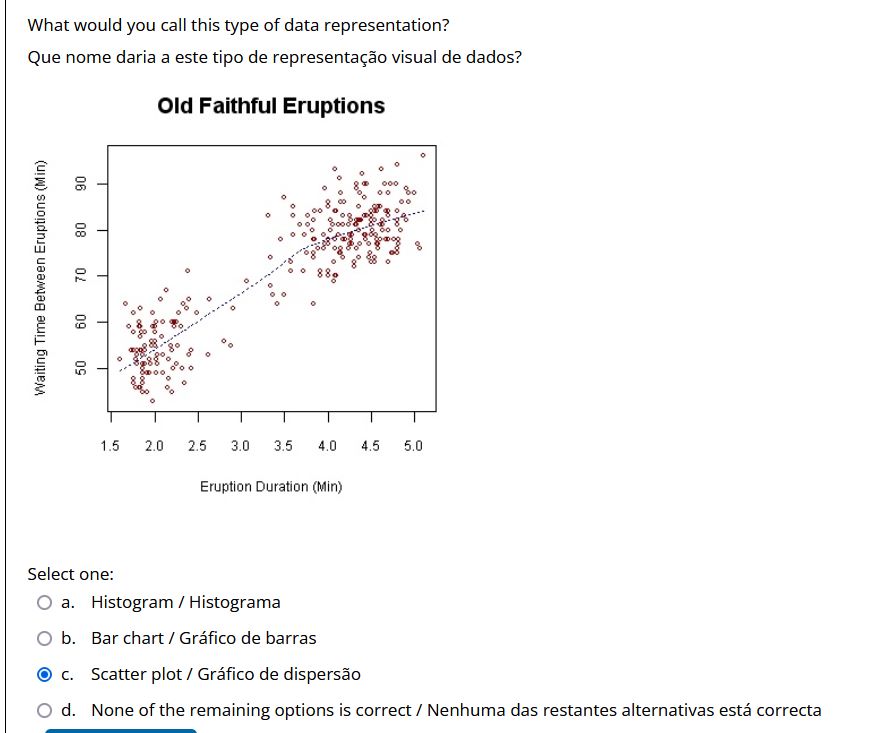 What would you call this type of data representation?
Que nome daria a este tipo de representação visual de dados?
Old Faithful Eruptions
Waiting Time Between Eruptions (Min)
90
80
70
60
50
1.5 2.0 2.5 3.0 3.5 4.0 4.5 5.0
Eruption Duration (Min)
Select one:
a. Histogram / Histograma
b. Bar chart / Gráfico de barras
c. Scatter plot / Gráfico de dispersão
d. None of the remaining options is correct / Nenhuma das restantes alternativas está correcta